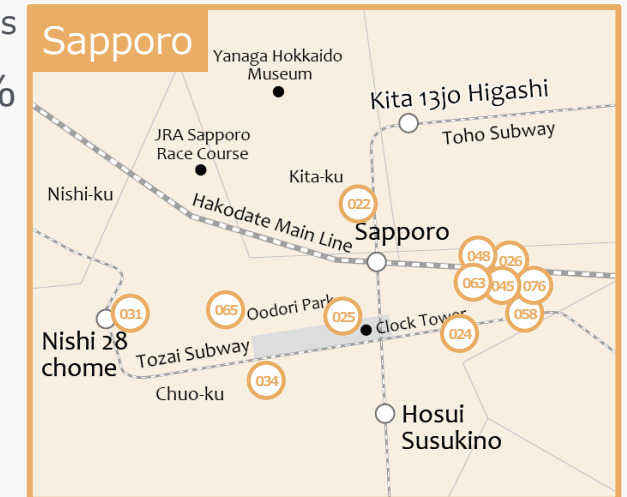 s
%
Sapporo
Yanaga Hokkaido
Museum
Kita 13jo Higashi
Toho Subway
JRA Sapporo
Race Course
Kita-ku
Nishi-ku
022
Hakodate Main Line
Sapporo
048
026
063
045
076
031
065
Oodori Park
025
058
Clock Tower
024
Nishi 28
chome
Tozai Subway
034
Chuo-ku
Hosui
Susukino